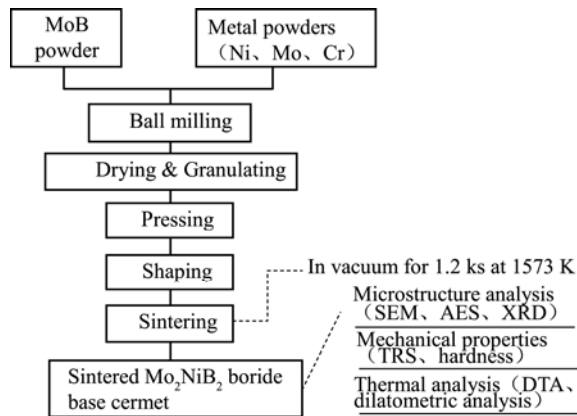 MoB
powder
Metal powders
（Ni、Mo、Cr）
Ball milling
Drying & Granulating
Pressing
Shaping
In vacuum for 1.2 ks at 1573 K
Sintering
Microstructure analysis
（SEM、AES、XRD）
Mechanical properties
（TRS、hardness）
Sintered Mo₂NiB₂ boride
base cermet
Thermal analysis（DTA、
dilatometric analysis）